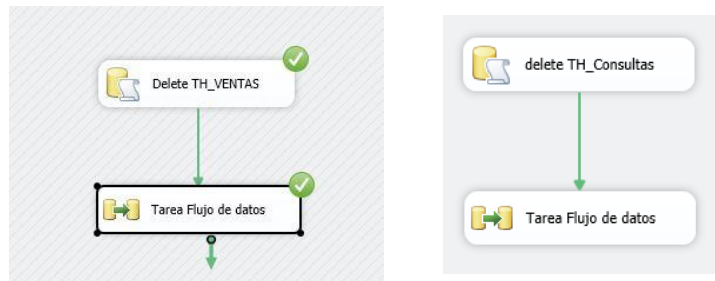 Delete TH_VENTAS
Tarea Flujo de datos
delete TH_Consultas
Tarea Flujo de datos